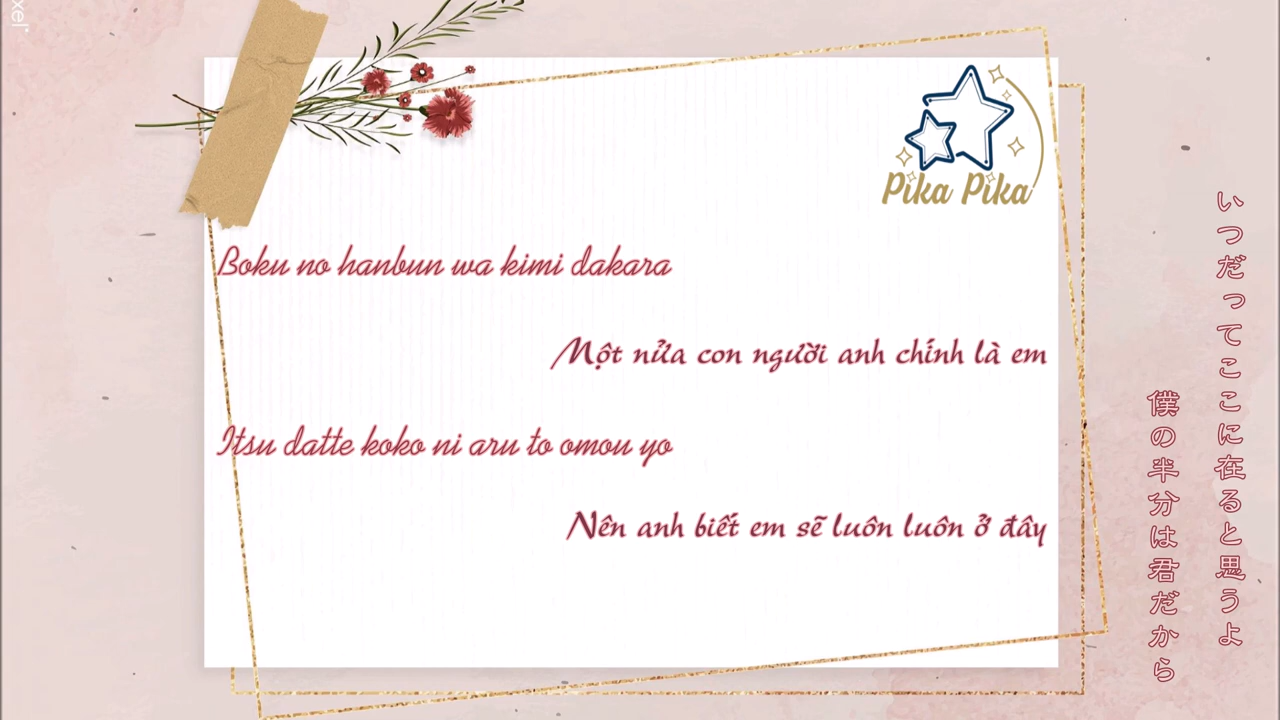 xel
Pika Pika
Boku no hanbun wa kimi dakara
Một nửa con người anh chính là em
Itsu datte koko ni aru to omou yo
Nên anh biết em sẽ luôn luôn ở đây
いつだってここに在ると思うよ
僕の半分は君だから